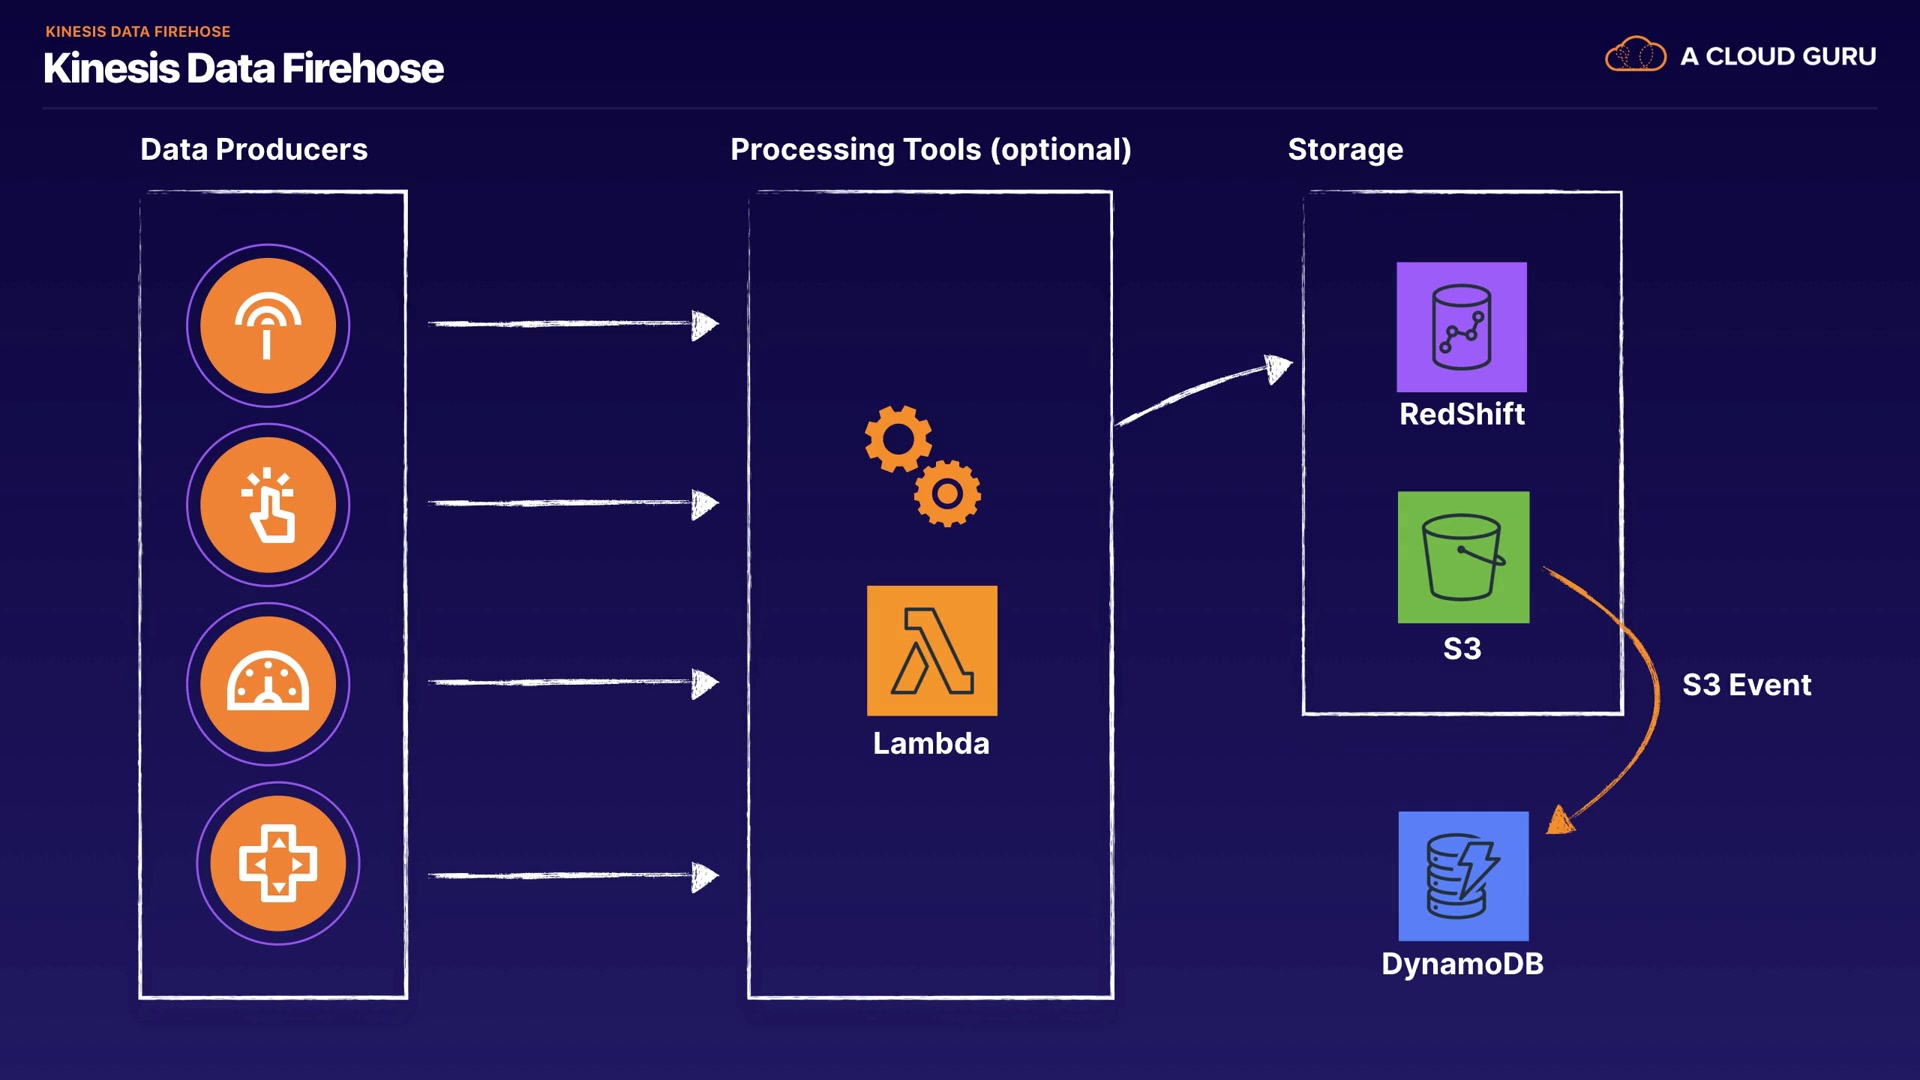 KINESIS DATA FIREHOSE
Kinesis Data Firehose
A CLOUD GURU
Data Producers
Processing Tools (optional)
Storage
RedShift
S3
S3 Event
Lambda
DynamoDB